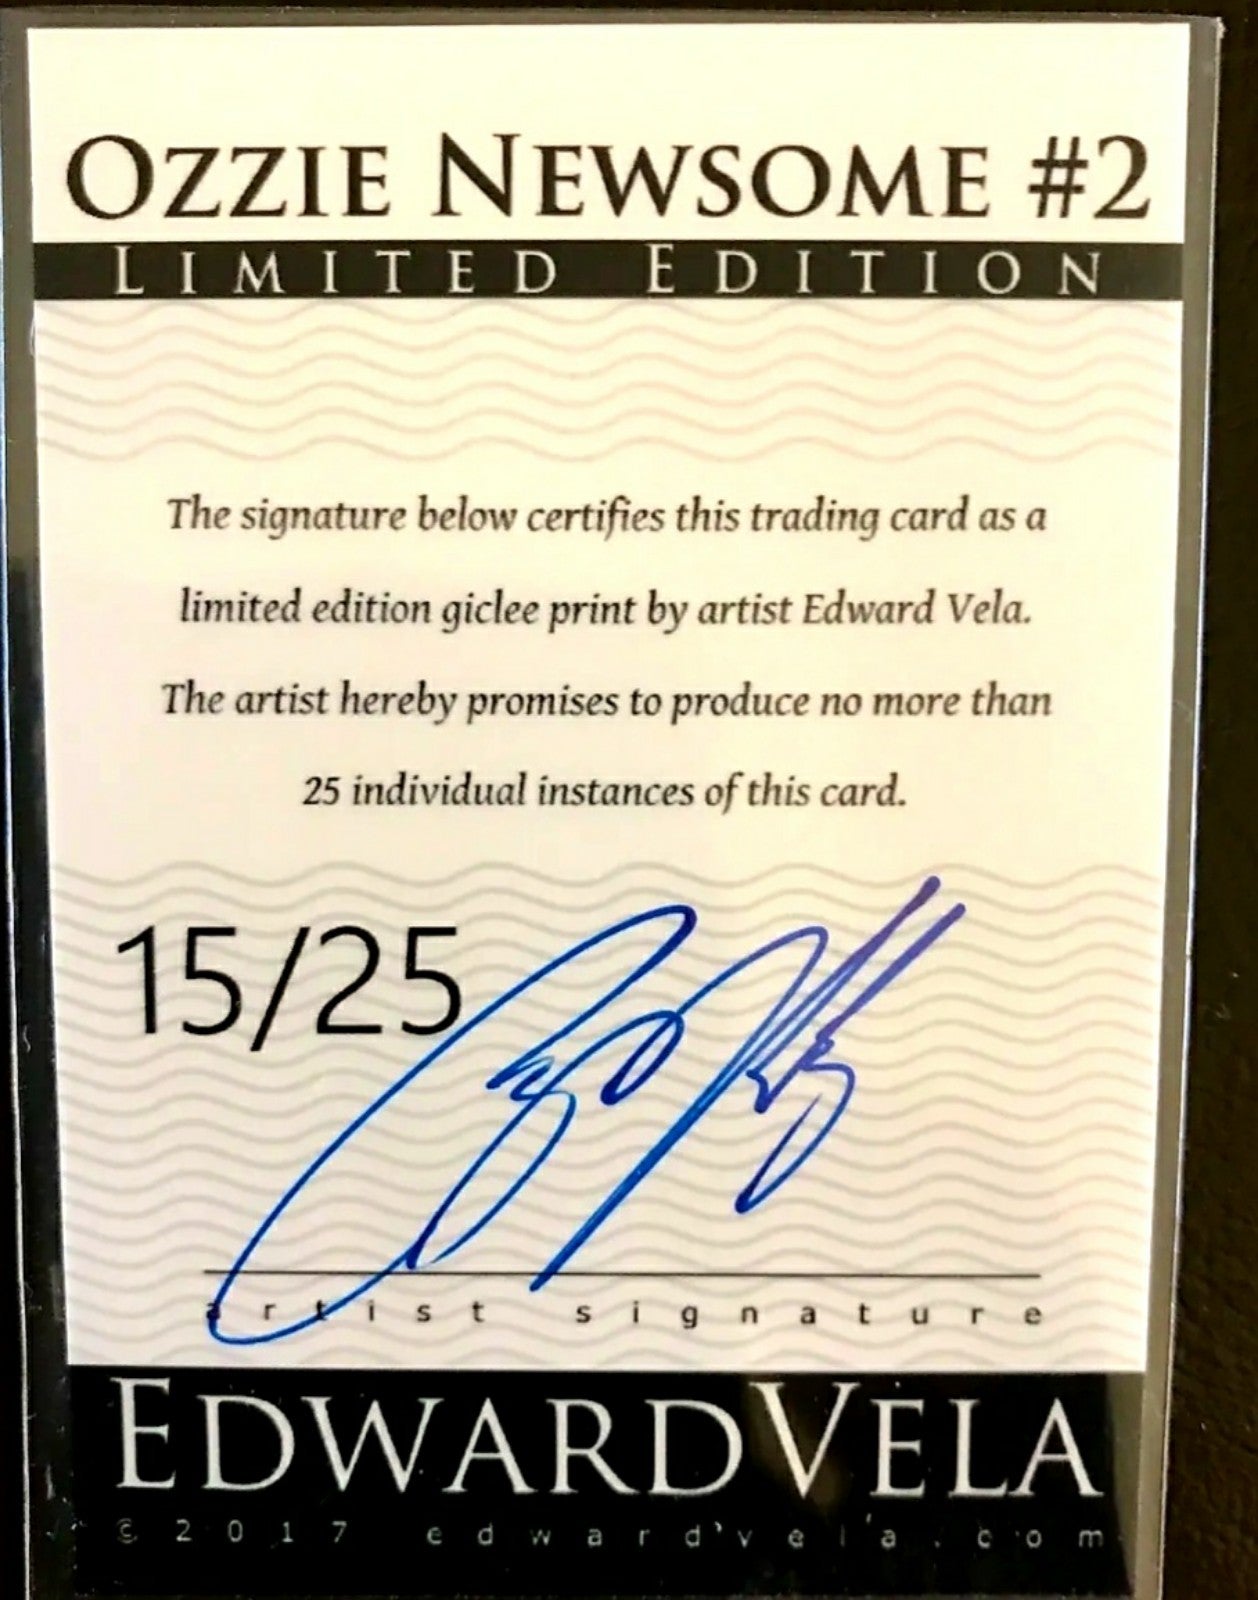 OZZIE NEWSOME #2
LIMITED EDITION
The signature below certifies this trading card as a
limited edition giclee print by artist Edward Vela.
The artist hereby promises to produce no more than
25 individual instances of this card.
15/25
artist signature
EDWARDVELA
©2017 edwardvela.com